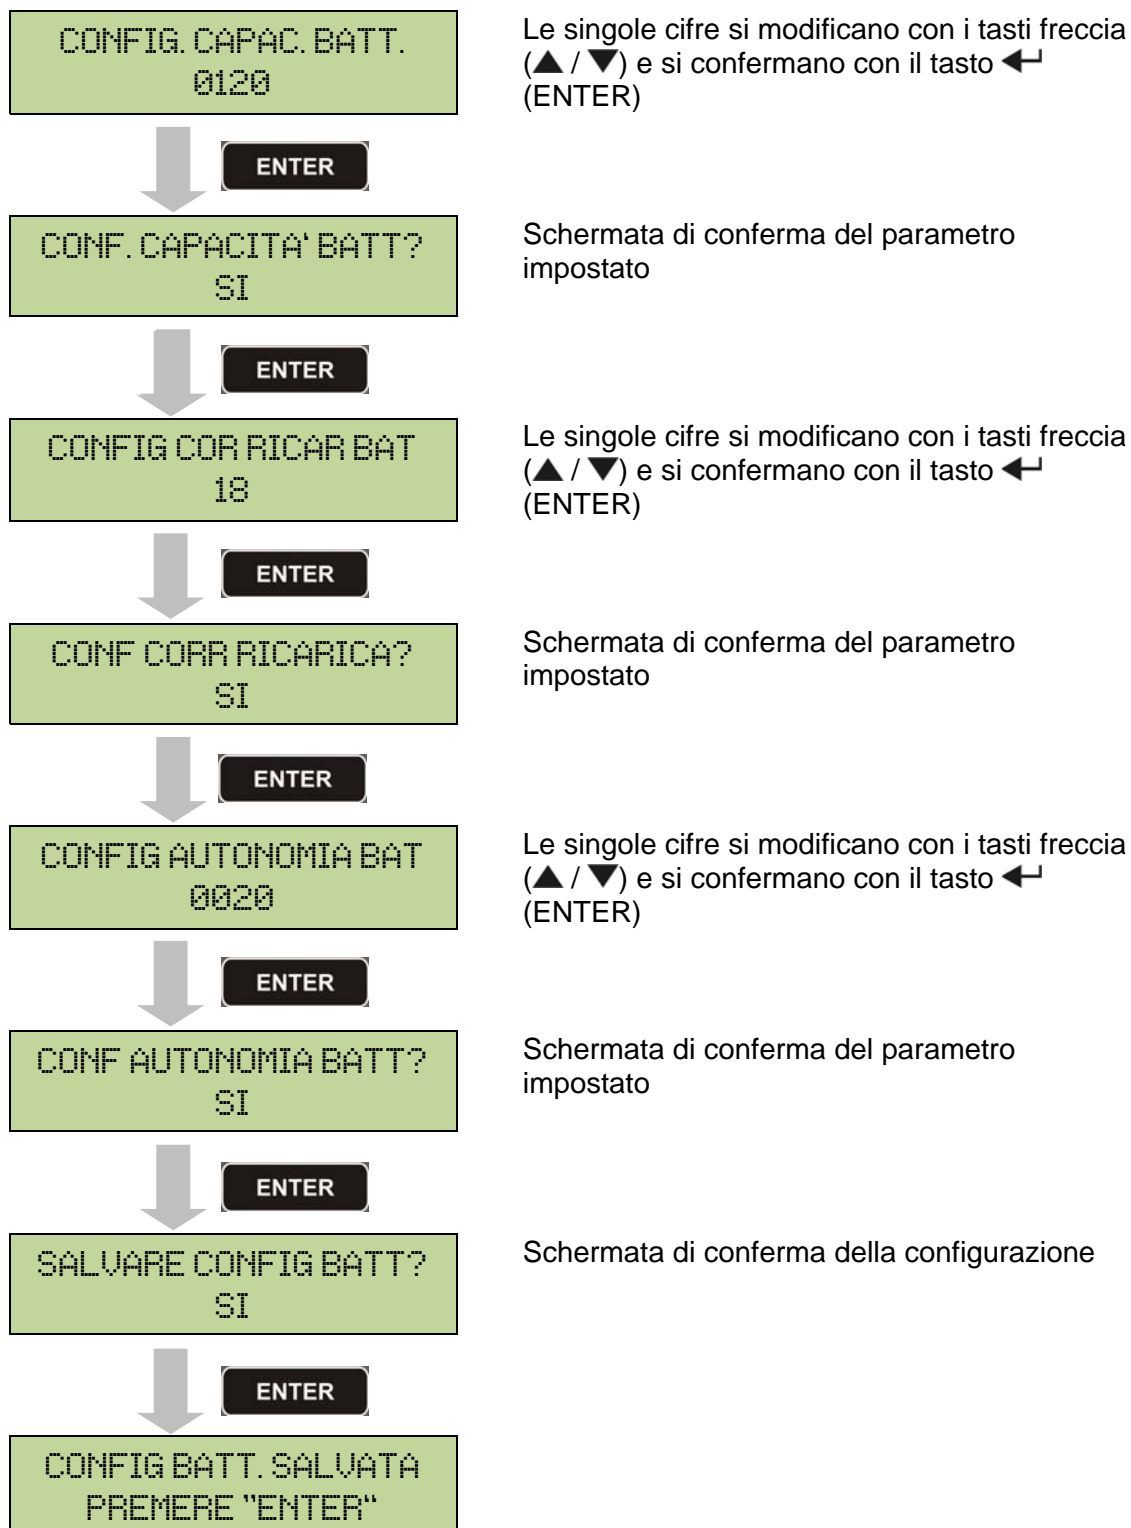 CONFIG. CAPAC. BATT.
0120
Le singole cifre si modificano con i tasti freccia
(▲ / ▼) e si confermano con il tasto ↵
(ENTER)
ENTER
CONF. CAPACITA' BATT?
SI
Schermata di conferma del parametro
impostato
ENTER
CONFIG COR RICAR BAT
18
Le singole cifre si modificano con i tasti freccia
(▲ / ▼) e si confermano con il tasto ↵
(ENTER)
ENTER
CONF CORR RICARICA?
SI
Schermata di conferma del parametro
impostato
ENTER
CONFIG AUTONOMIA BAT
0020
Le singole cifre si modificano con i tasti freccia
(▲ / ▼) e si confermano con il tasto ↵
(ENTER)
ENTER
CONF AUTONOMIA BATT?
SI
Schermata di conferma del parametro
impostato
ENTER
SALVARE CONFIG BATT?
SI
Schermata di conferma della configurazione
ENTER
CONFIG BATT. SALVATA
PREMERE "ENTER"